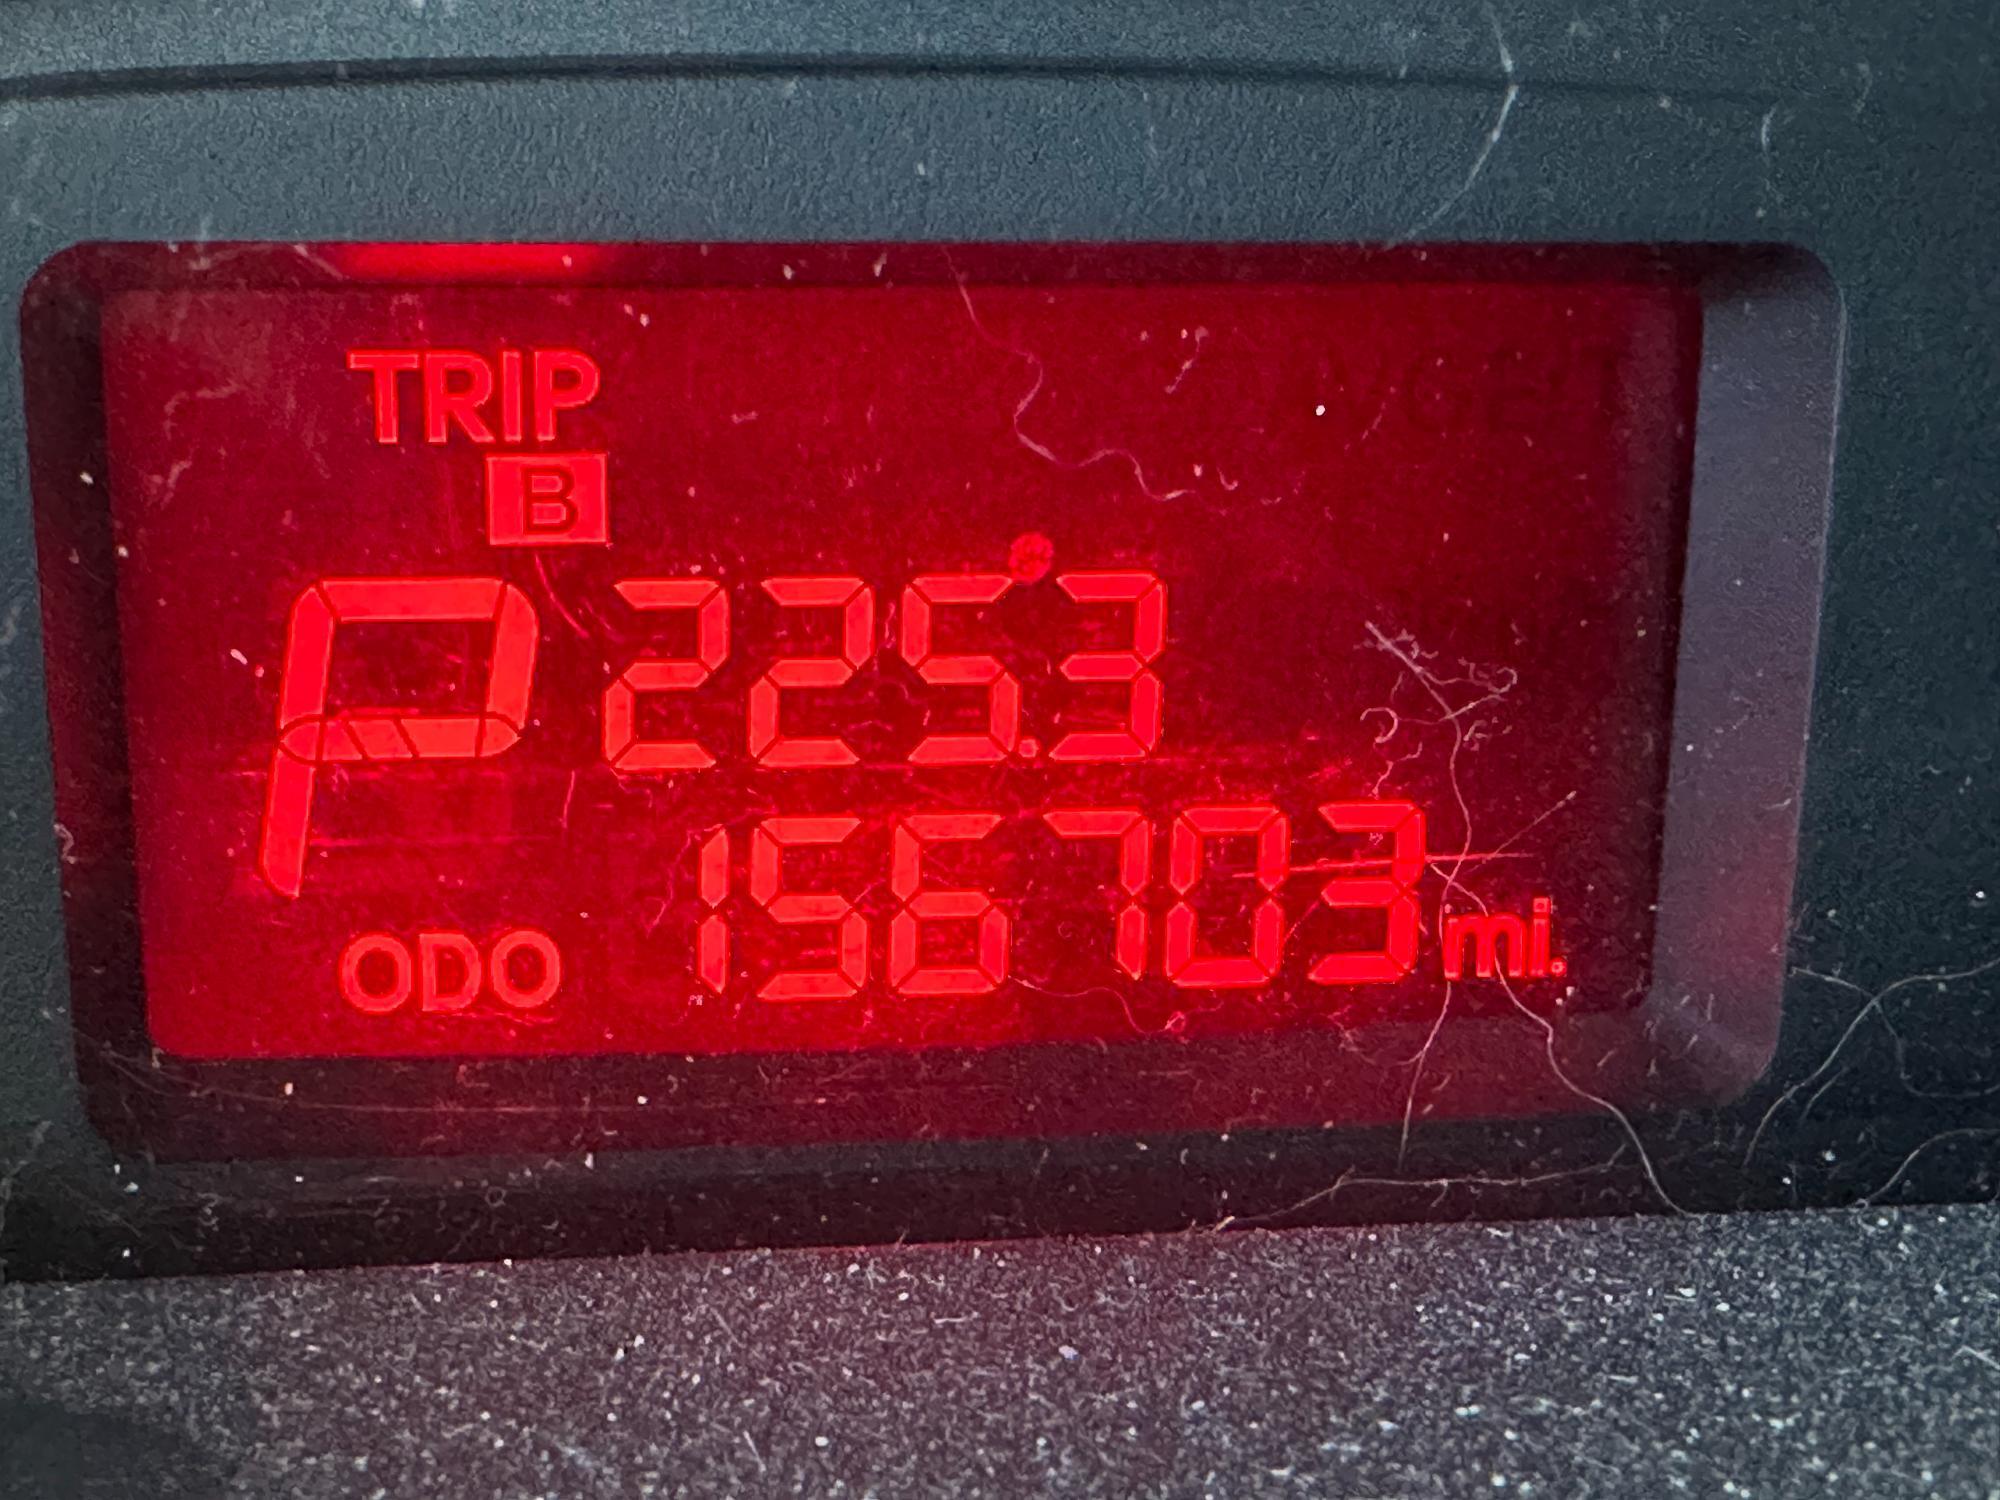 TRIP
B
P 225.3
ODO 156703 mi.